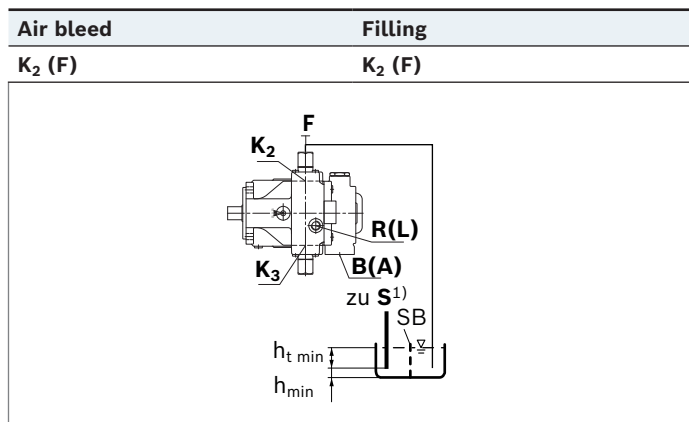 Air bleed Filling
K₂ (F) K₂ (F)
F
K₂
R(L)
K₃
B(A)
zu S¹⁾
SB
hₜ ₘᵢₙ
hₘᵢₙ